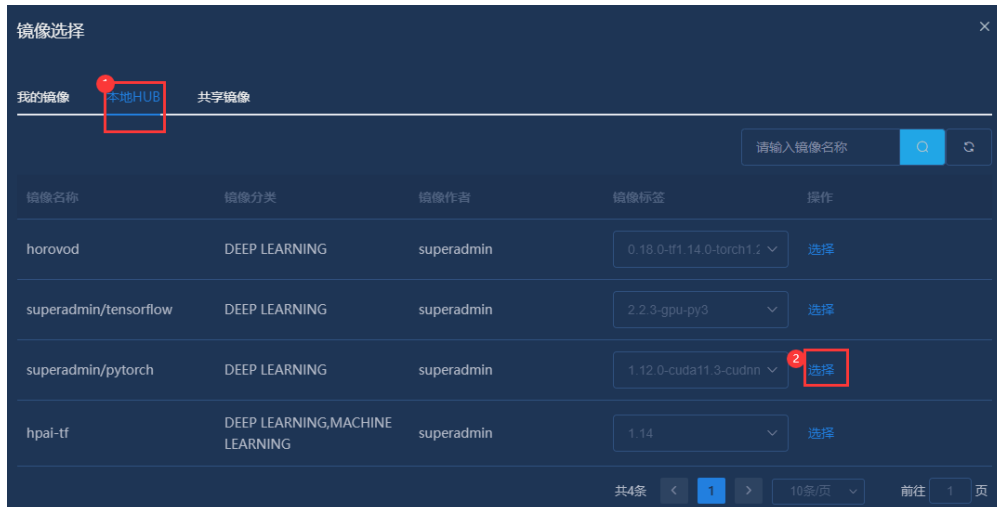 镜像选择
我的镜像 本地HUB 共享镜像
请输入镜像名称
镜像名称 镜像分类 镜像作者 镜像标签 操作
horovod DEEP LEARNING superadmin 0.18.0-tf1.14.0-torch1.2 选择
superadmin/tensorflow DEEP LEARNING superadmin 2.2.3-gpu-py3 选择
superadmin/pytorch DEEP LEARNING superadmin 1.12.0-cuda11.3-cudnn 2 选择
hpai-tf DEEP LEARNING,MACHINE LEARNING superadmin 1.14 选择
共4条 1 10条/页 前往 1 页